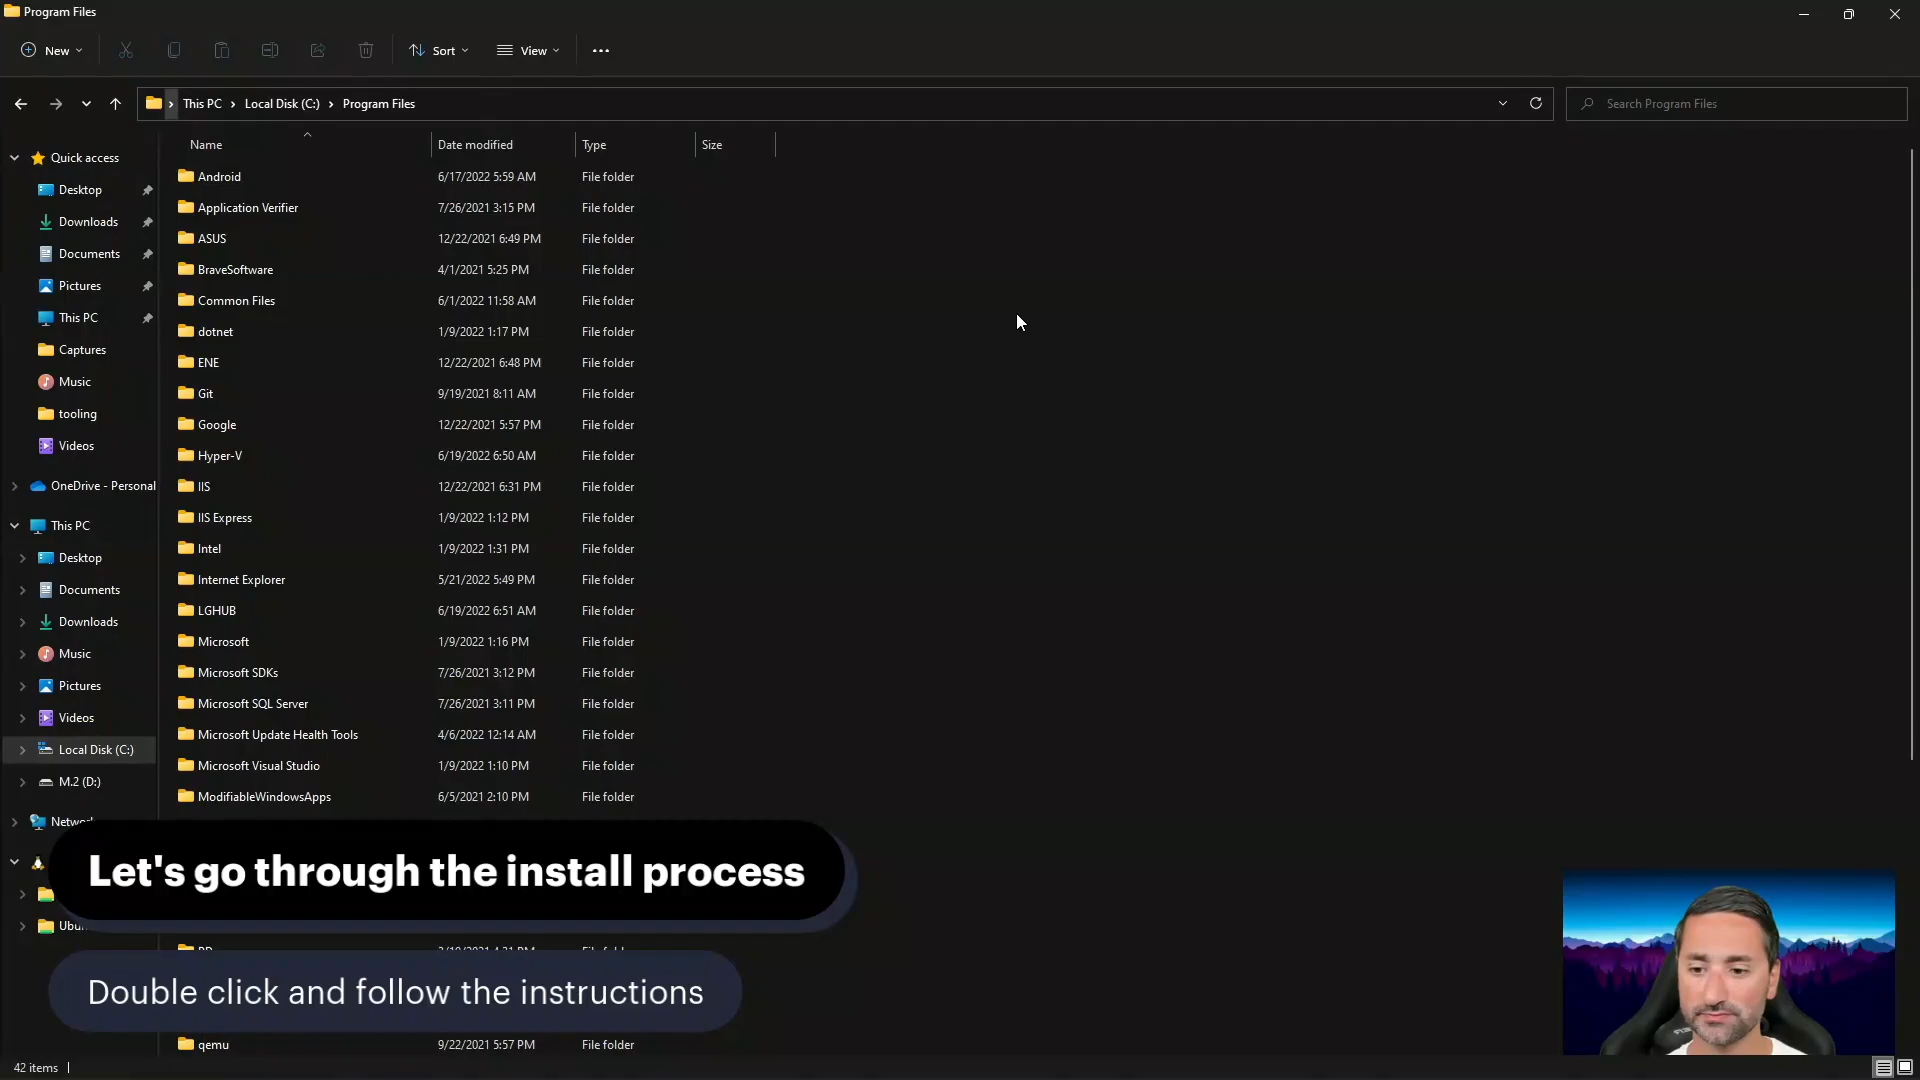 Program Files
New
Sort
View
This PC > Local Disk (C:) > Program Files
Search Program Files
Name Date modified Type Size
Quick access
Desktop
Downloads
Documents
Pictures
This PC
Captures
Music
tooling
Videos
OneDrive - Personal
This PC
Desktop
Documents
Downloads
Music
Pictures
Videos
Local Disk (C:)
M.2 (D:)
Android 6/17/2022 5:59 AM File folder
Application Verifier 7/26/2021 3:15 PM File folder
ASUS 12/22/2021 6:49 PM File folder
BraveSoftware 4/1/2021 5:25 PM File folder
Common Files 6/1/2022 11:58 AM File folder
dotnet 1/9/2022 1:17 PM File folder
ENE 12/22/2021 6:48 PM File folder
Git 9/19/2021 8:11 AM File folder
Google 12/22/2021 5:57 PM File folder
Hyper-V 6/19/2022 6:50 AM File folder
IIS 12/22/2021 6:31 PM File folder
IIS Express 1/9/2022 1:12 PM File folder
Intel 1/9/2022 1:31 PM File folder
Internet Explorer 5/21/2022 5:49 PM File folder
LGHUB 6/19/2022 6:51 AM File folder
Microsoft 1/9/2022 1:16 PM File folder
Microsoft SDKs 7/26/2021 3:12 PM File folder
Microsoft SQL Server 7/26/2021 3:11 PM File folder
Microsoft Update Health Tools 4/6/2022 12:14 AM File folder
Microsoft Visual Studio 1/9/2022 1:10 PM File folder
ModifiableWindowsApps 6/5/2021 2:10 PM File folder
Let's go through the install process
Double click and follow the instructions
qemu 9/22/2021 5:57 PM File folder
42 items